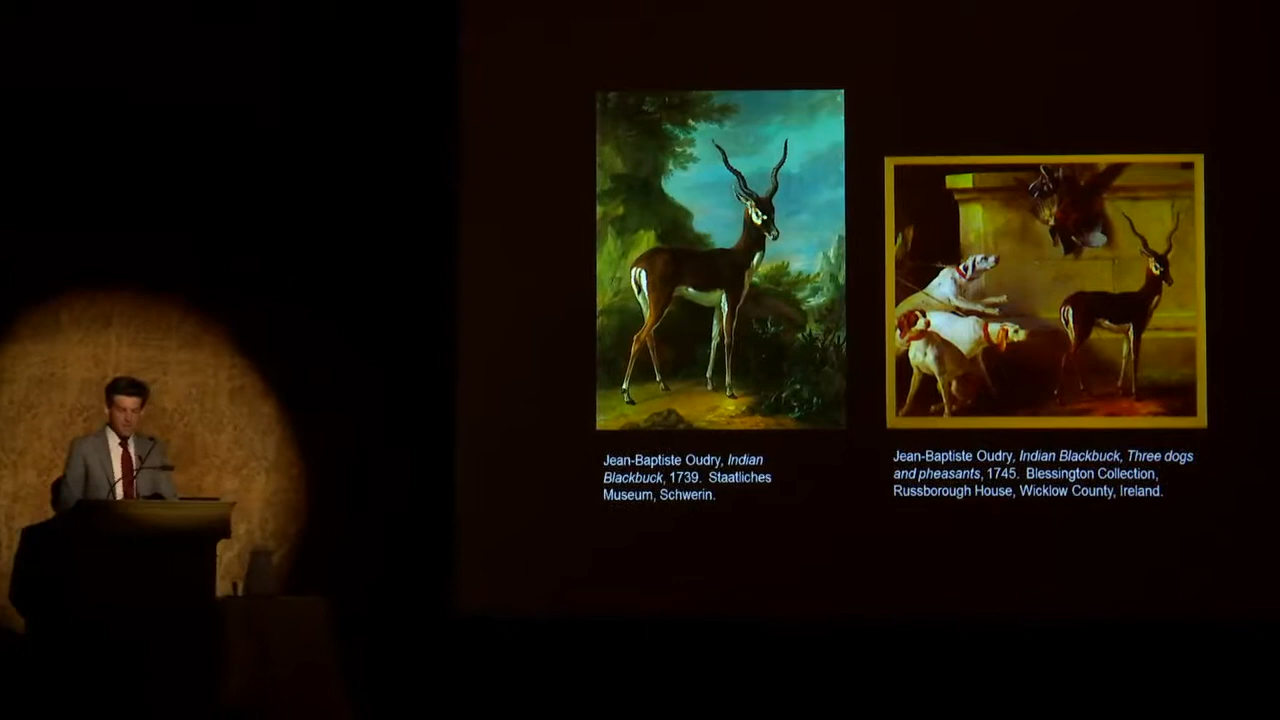 Jean-Baptiste Oudry, Indian
Blackbuck, 1739. Staatliches
Museum, Schwerin.
Jean-Baptiste Oudry, Indian Blackbuck, Three dogs
and pheasants, 1745. Blessington Collection,
Russborough House, Wicklow County, Ireland.